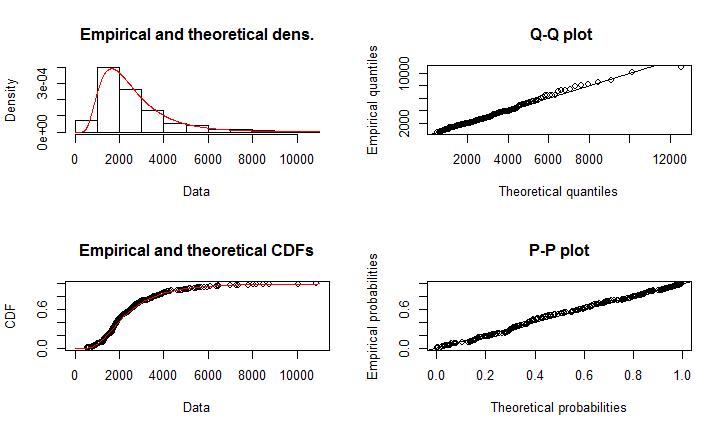 Empirical and theoretical dens.
Density
3e-04
0e+00
0 2000 4000 6000 8000 10000
Data
Q-Q plot
Empirical quantiles
10000
2000
2000 4000 6000 8000 12000
Theoretical quantiles
Empirical and theoretical CDFs
CDF
0.6
0.0
0 2000 4000 6000 8000 10000
Data
P-P plot
Empirical probabilities
0.6
0.0
0.0 0.2 0.4 0.6 0.8 1.0
Theoretical probabilities